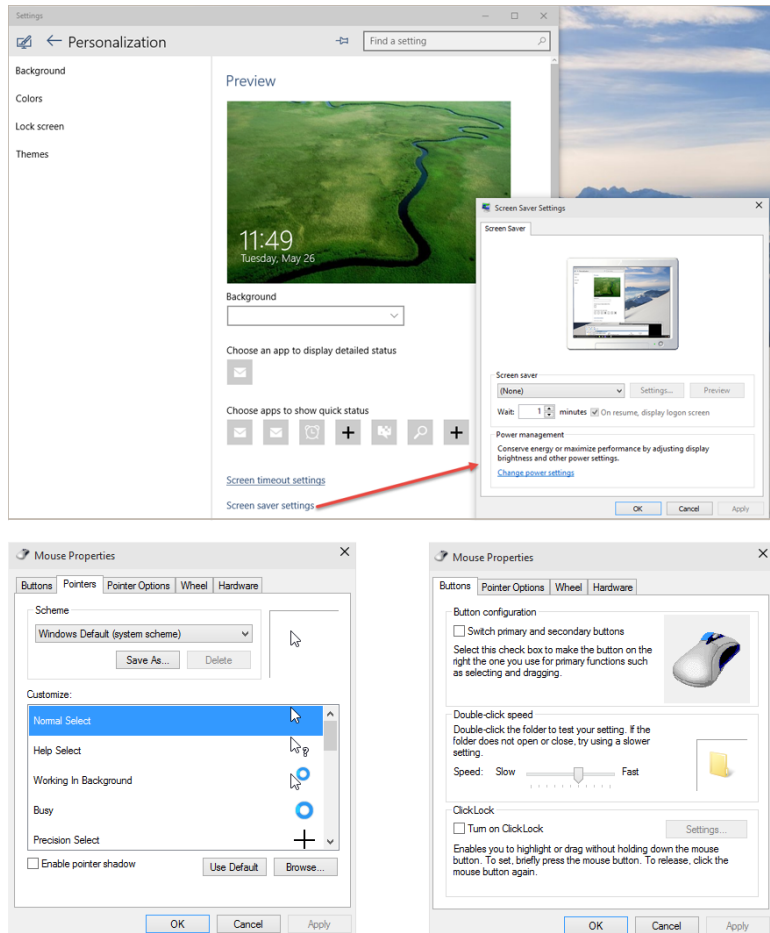 Settings
Personalization
Find a setting
Background
Colors
Lock screen
Themes
Preview
11:49
Tuesday, May 26
Background
Choose an app to display detailed status
Choose apps to show quick status
Screen timeout settings
Screen saver settings
Screen Saver Settings
Screen Saver
Screen saver
(None)
Settings...
Preview
Wait:
1
minutes
On resume, display logon screen
Power management
Conserve energy or maximize performance by adjusting display
brightness and other power settings.
Change power settings
OK
Cancel
Apply
Mouse Properties
Buttons
Pointers
Pointer Options
Wheel
Hardware
Scheme
Windows Default (system scheme)
Save As...
Delete
Customize:
Normal Select
Help Select
Working In Background
Busy
Precision Select
Enable pointer shadow
Use Default
Browse...
OK
Cancel
Apply
Mouse Properties
Buttons
Pointer Options
Wheel
Hardware
Button configuration
Switch primary and secondary buttons
Select this check box to make the button on the
right the one you use for primary functions such
as selecting and dragging.
Double-click speed
Double-click the folder to test your setting. If the
folder does not open or close, try using a slower
setting.
Speed:
Slow
Fast
ClickLock
Turn on ClickLock
Settings...
Enables you to highlight or drag without holding down the mouse
button. To set, briefly press the mouse button. To release, click the
mouse button again.
OK
Cancel
Apply